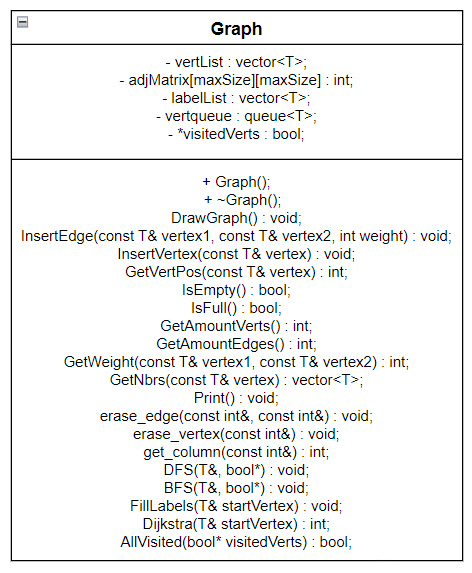 Graph
- vertList : vector<T>;
- adjMatrix[maxSize][maxSize] : int;
- labelList : vector<T>;
- vertqueue : queue<T>;
- *visitedVerts : bool;
+ Graph();
+ ~Graph();
DrawGraph() : void;
InsertEdge(const T& vertex1, const T& vertex2, int weight) : void;
InsertVertex(const T& vertex) : void;
GetVertPos(const T& vertex) : int;
IsEmpty() : bool;
IsFull() : bool;
GetAmountVerts() : int;
GetAmountEdges() : int;
GetWeight(const T& vertex1, const T& vertex2) : int;
GetNbrs(const T& vertex) : vector<T>;
Print() : void;
erase_edge(const int&, const int&) : void;
erase_vertex(const int&) : void;
get_column(const int&) : int;
DFS(T&, bool*) : void;
BFS(T&, bool*) : void;
FillLabels(T& startVertex) : void;
Dijkstra(T& startVertex) : int;
AllVisited(bool* visitedVerts) : bool;